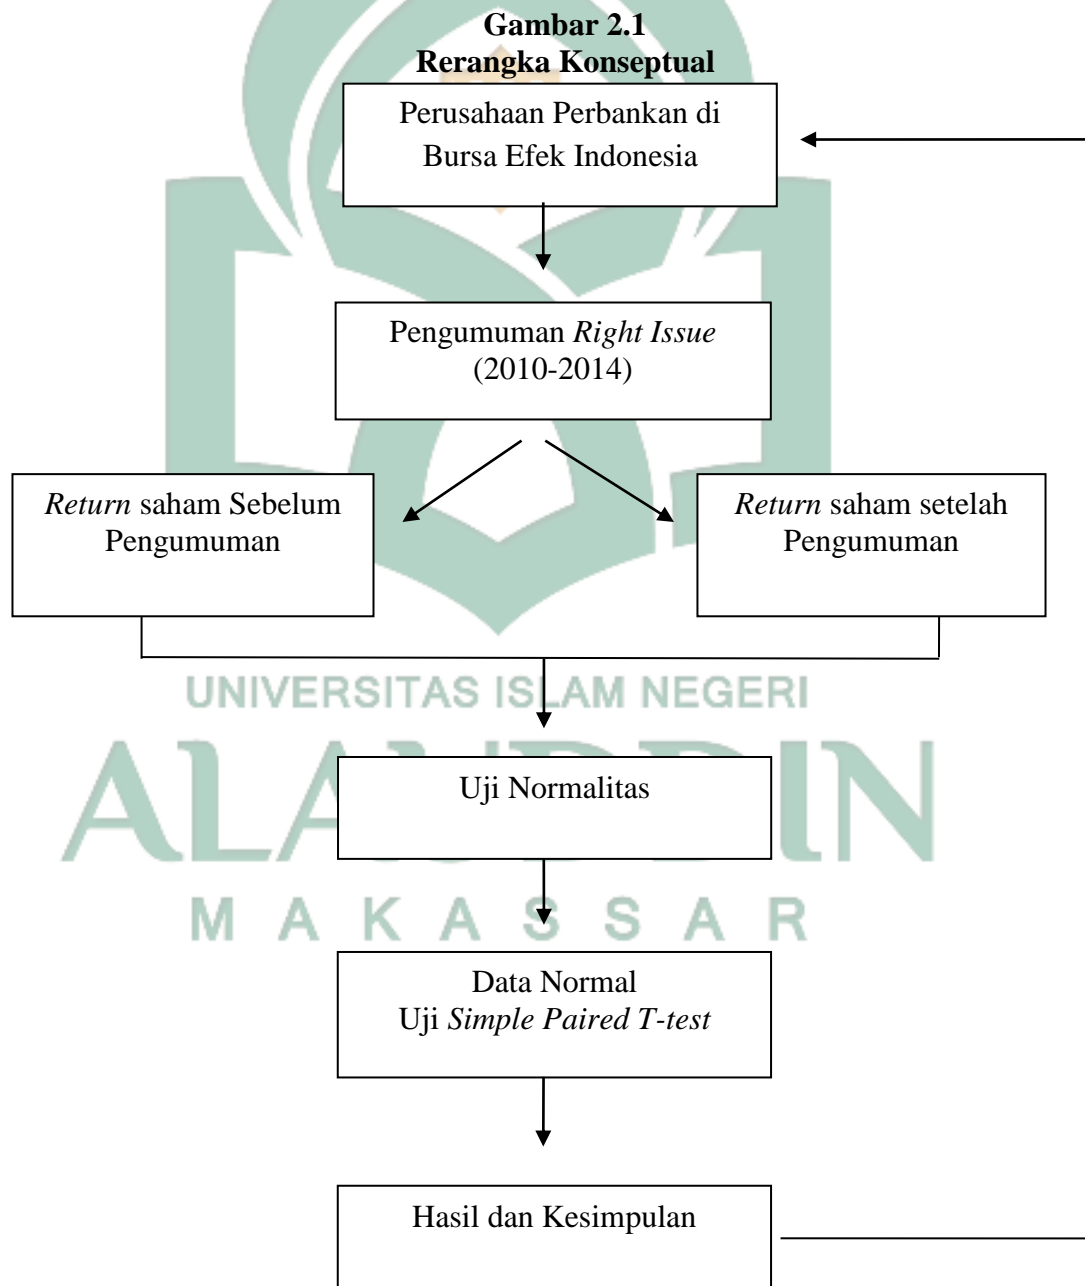 Gambar 2.1
Rerangka Konseptual
Perusahaan Perbankan di
Bursa Efek Indonesia
Pengumuman Right Issue
(2010-2014)
Return saham Sebelum
Pengumuman
Return saham setelah
Pengumuman
UNIVERSITAS ISLAM NEGERI
ALAUDDIN
Uji Normalitas
MAKASSAR
Data Normal
Uji Simple Paired T-test
Hasil dan Kesimpulan